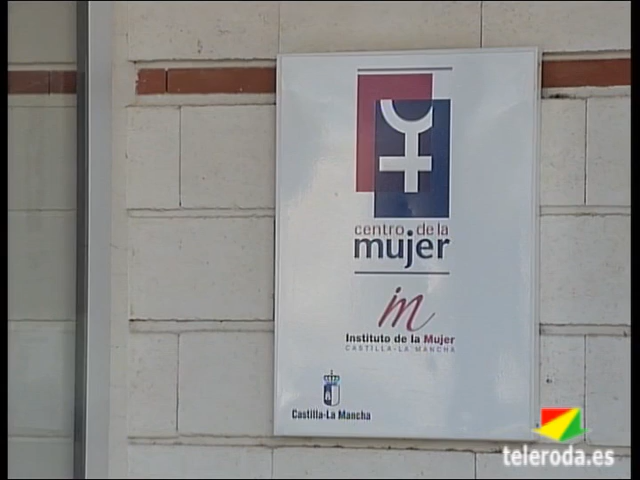 centro de la
mujer
im
Instituto de la Mujer
CASTILLA-LA MANCHA
Castilla-La Mancha
teleroda.es